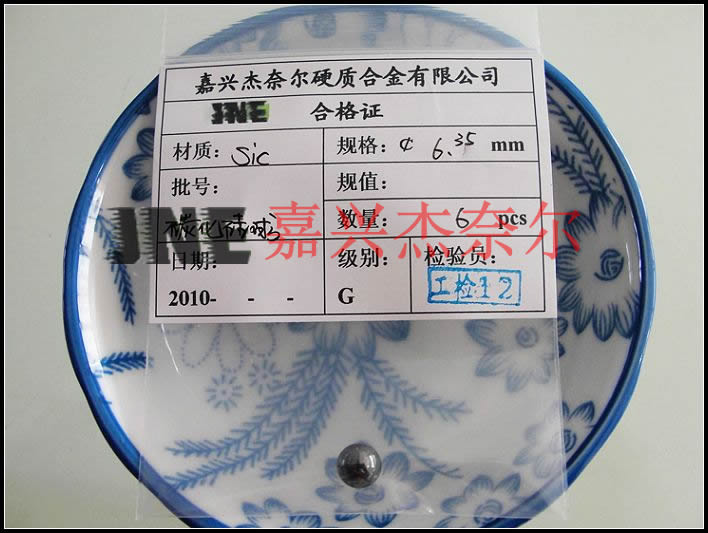 嘉兴杰奈尔硬质合金有限公司
JNE 合格证
材质: sic 规格: ¢ 6.35 mm
批号: 规值:
碳化硅球 数量: 6 pcs
JNE 嘉兴杰奈尔
日期: 级别: 检验员:
2010- - - G 工检12